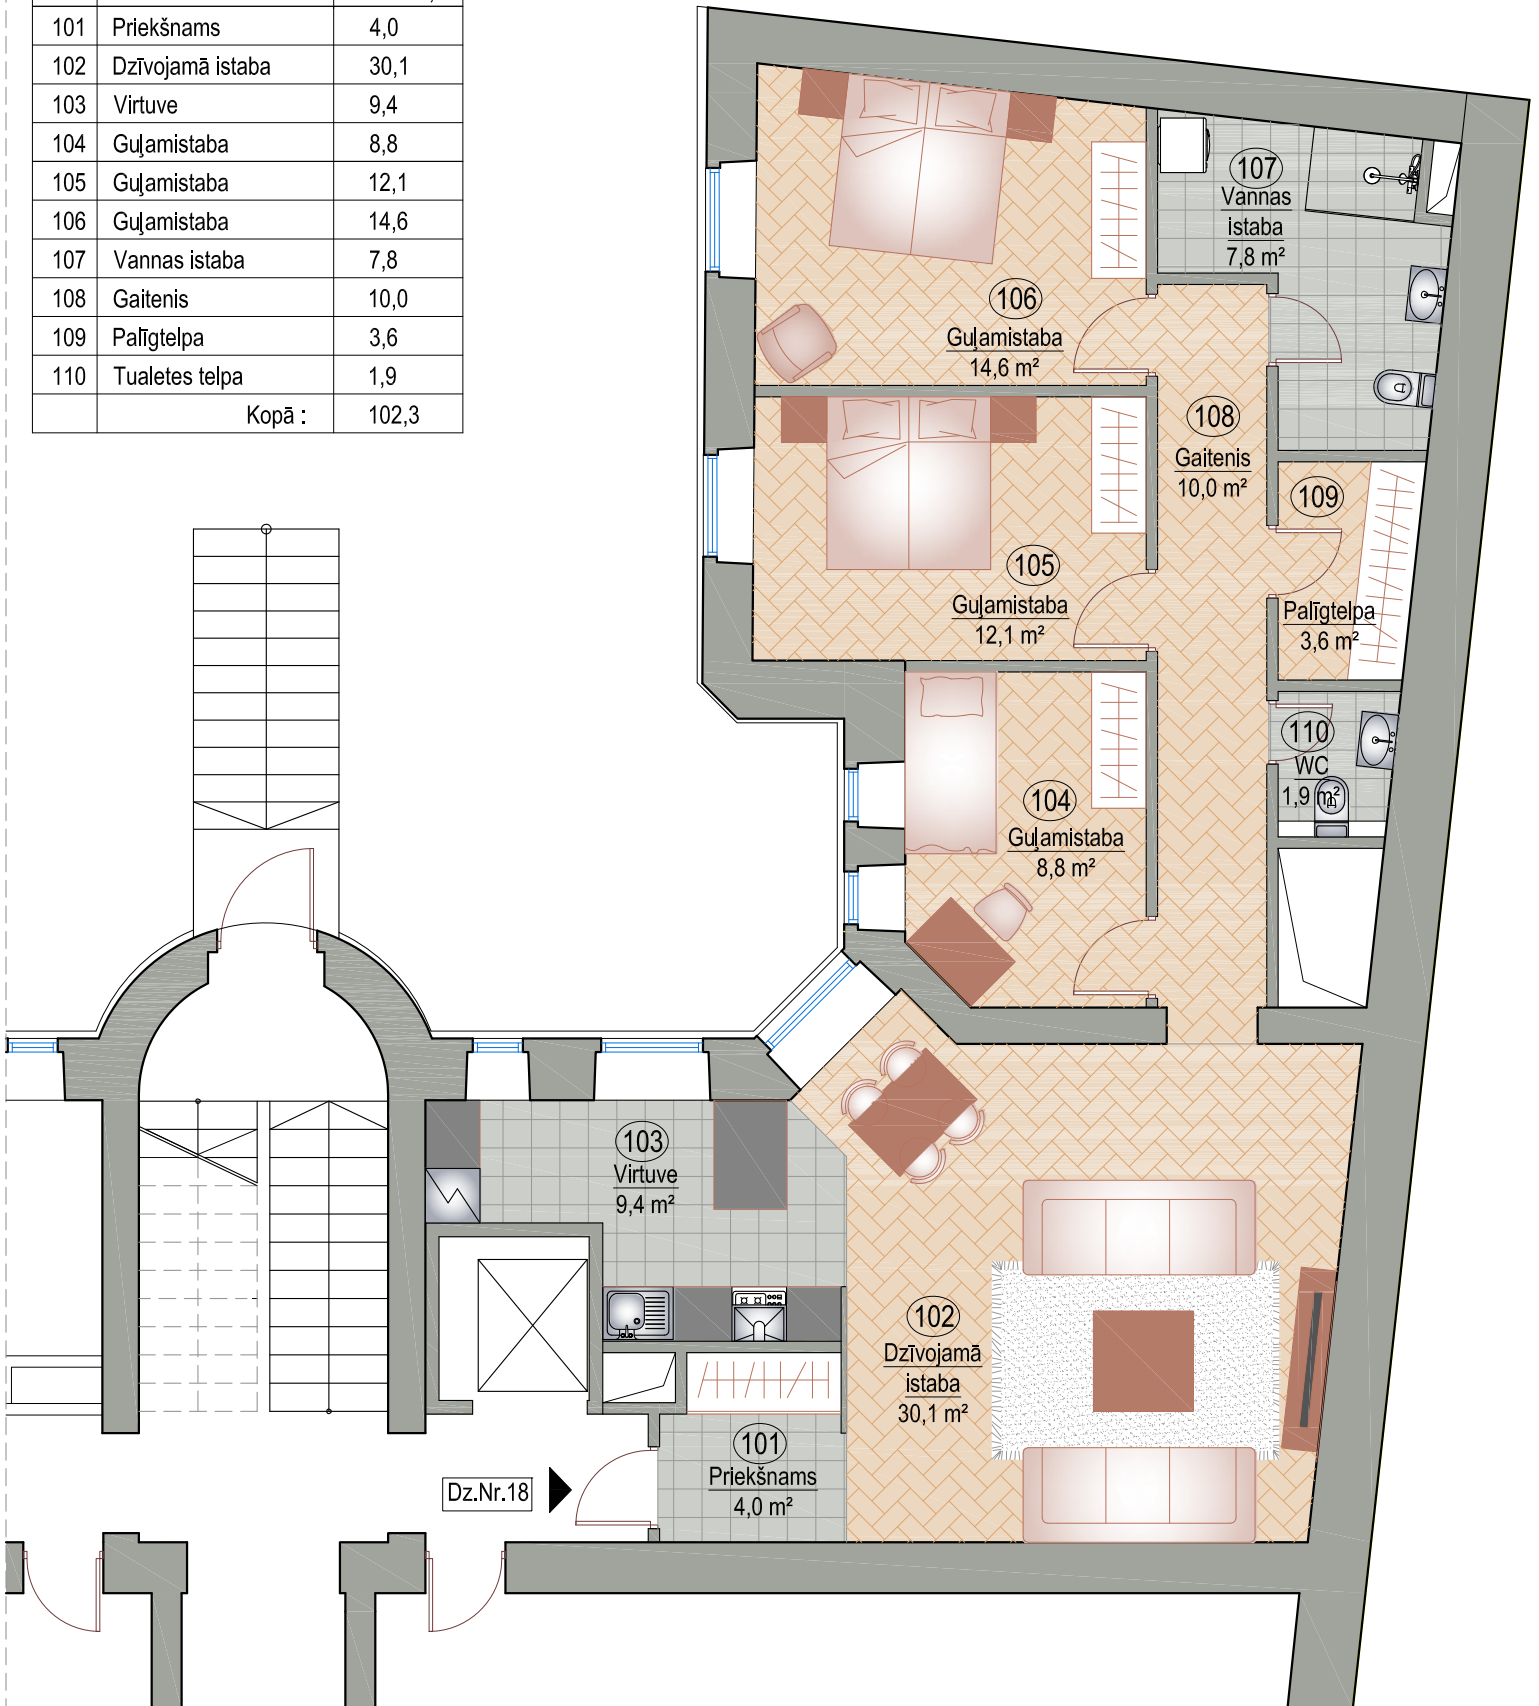 101 Priekšnams 4,0
102 Dzīvojamā istaba 30,1
103 Virtuve 9,4
104 Guļamistaba 8,8
105 Guļamistaba 12,1
106 Guļamistaba 14,6
107 Vannas istaba 7,8
108 Gaitenis 10,0
109 Palīgtelpa 3,6
110 Tualetes telpa 1,9
Kopā : 102,3
107
Vannas
istaba
7,8 m²
106
Guļamistaba
14,6 m²
108
Gaitenis
10,0 m²
109
Palīgtelpa
3,6 m²
105
Guļamistaba
12,1 m²
110
WC
1,9 m²
104
Guļamistaba
8,8 m²
103
Virtuve
9,4 m²
102
Dzīvojamā
istaba
30,1 m²
101
Priekšnams
4,0 m²
Dz.Nr.18